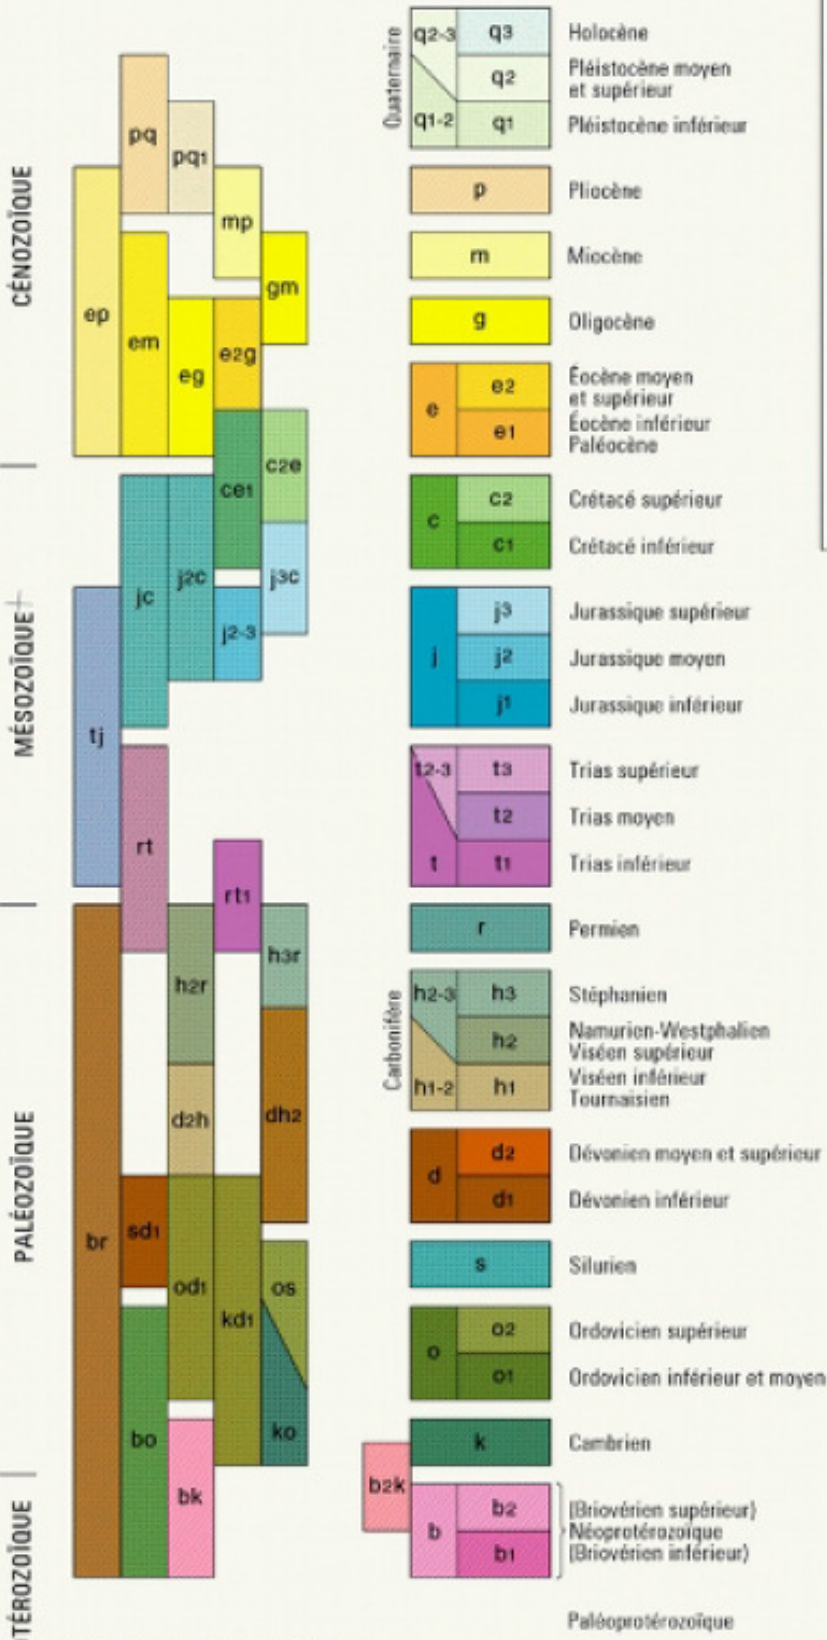 CÉNOZOÏQUE
MÉSOZOÏQUE
PALÉOZOÏQUE
TÉROZOÏQUE
pq
pq1
mp
gm
ep
em
eg
e2g
ce1
c2e
jc
j2c
j2-3
j3c
tj
rt
rt1
h2r
h3r
d2h
dh2
br
sd1
od1
kd1
os
ko
bo
bk
Quaternaire
q2-3 q3 Holocène
q2 Pléistocène moyen
et supérieur
q1-2 q1 Pléistocène inférieur
p Pliocène
m Miocène
g Oligocène
e e2 Éocène moyen
et supérieur
e1 Éocène inférieur
Paléocène
c c2 Crétacé supérieur
c1 Crétacé inférieur
j j3 Jurassique supérieur
j2 Jurassique moyen
j1 Jurassique inférieur
t2-3 t3 Trias supérieur
t2 Trias moyen
t t1 Trias inférieur
r Permien
Carbonifère
h2-3 h3 Stéphanien
h2 Namurien-Westphalien
Viséen supérieur
h1-2 h1 Viséen inférieur
Tournaisien
d d2 Dévonien moyen et supérieur
d1 Dévonien inférieur
s Silurien
o o2 Ordovicien supérieur
o1 Ordovicien inférieur et moyen
k Cambrien
b2k
b b2 (Briovérien supérieur)
Néoprotérozoïque
b1 (Briovérien inférieur)
Paléoprotérozoïque